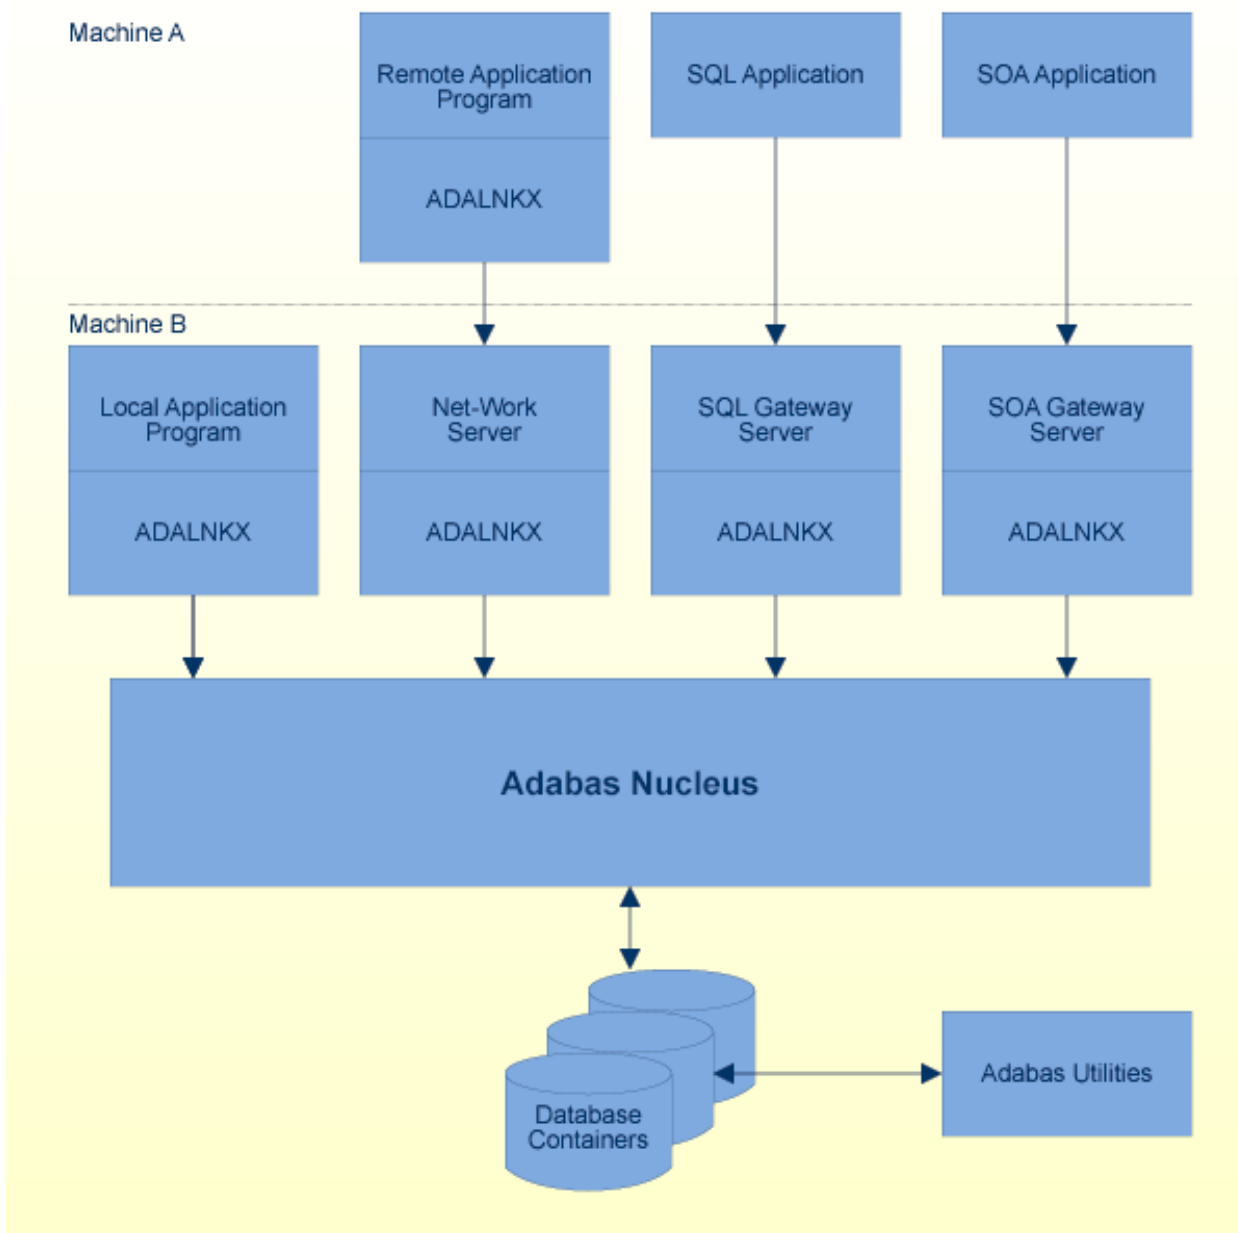 Machine A
Remote Application
Program
SQL Application
SOA Application
ADALNKX
Machine B
Local Application
Program
Net-Work
Server
SQL Gateway
Server
SOA Gateway
Server
ADALNKX
ADALNKX
ADALNKX
ADALNKX
Adabas Nucleus
Adabas Utilities
Database
Containers